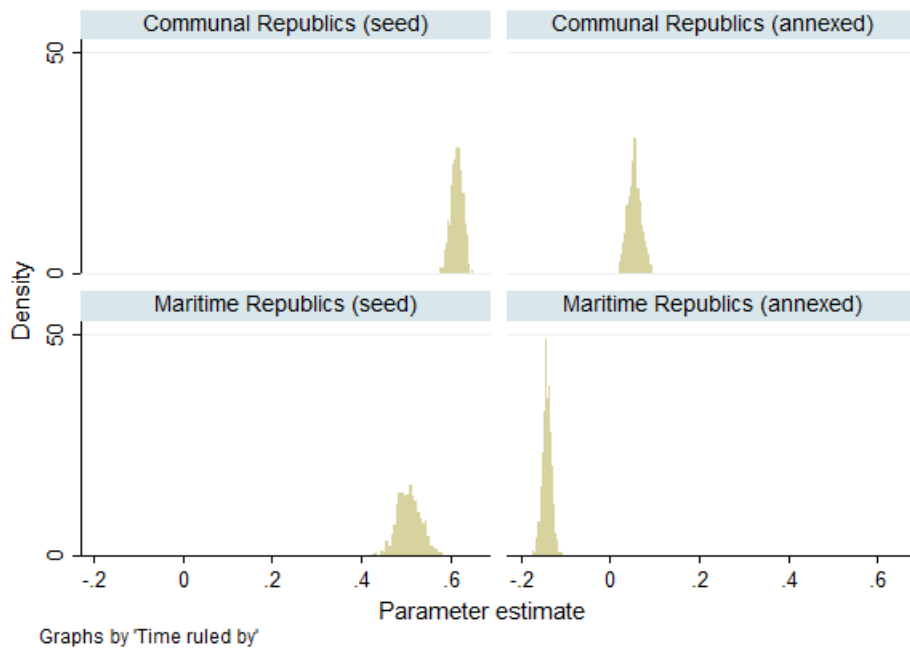 Communal Republics (seed) Communal Republics (annexed)
50
0
Maritime Republics (seed) Maritime Republics (annexed)
50
0
Density
-.2 0 .2 .4 .6 -.2 0 .2 .4 .6
Parameter estimate
Graphs by 'Time ruled by'